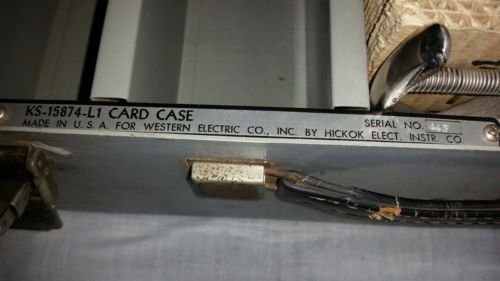 KS-15874-L1 CARD CASE
SERIAL NO.
MADE IN U. S. A. FOR WESTERN ELECTRIC CO., INC. BY HICKOK ELECT. INSTR. CO